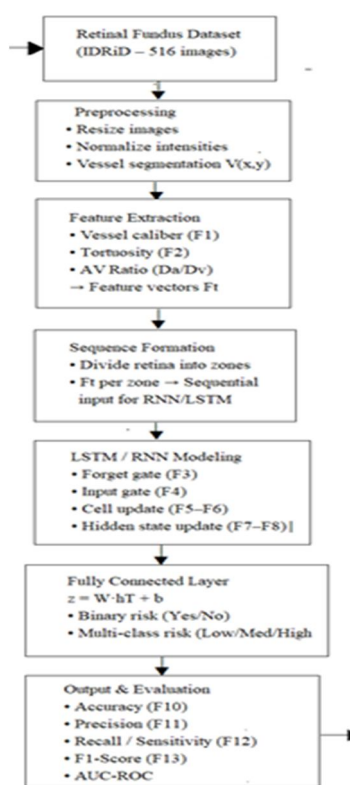 Retinal Fundus Dataset
(IDRiD – 516 images)
Preprocessing
• Resize images
• Normalize intensities
• Vessel segmentation V(x,y)
Feature Extraction
• Vessel caliber (F1)
• Tortuosity (F2)
• AV Ratio (Da/Dv)
→ Feature vectors Ft
Sequence Formation
• Divide retina into zones
• Ft per zone → Sequential
input for RNN/LSTM
LSTM / RNN Modeling
• Forget gate (F3)
• Input gate (F4)
• Cell update (F5–F6)
• Hidden state update (F7–F8)|
Fully Connected Layer
z = W·hT + b
• Binary risk (Yes/No)
• Multi-class risk (Low/Med/High
Output & Evaluation
• Accuracy (F10)
• Precision (F11)
• Recall / Sensitivity (F12)
• F1-Score (F13)
• AUC-ROC